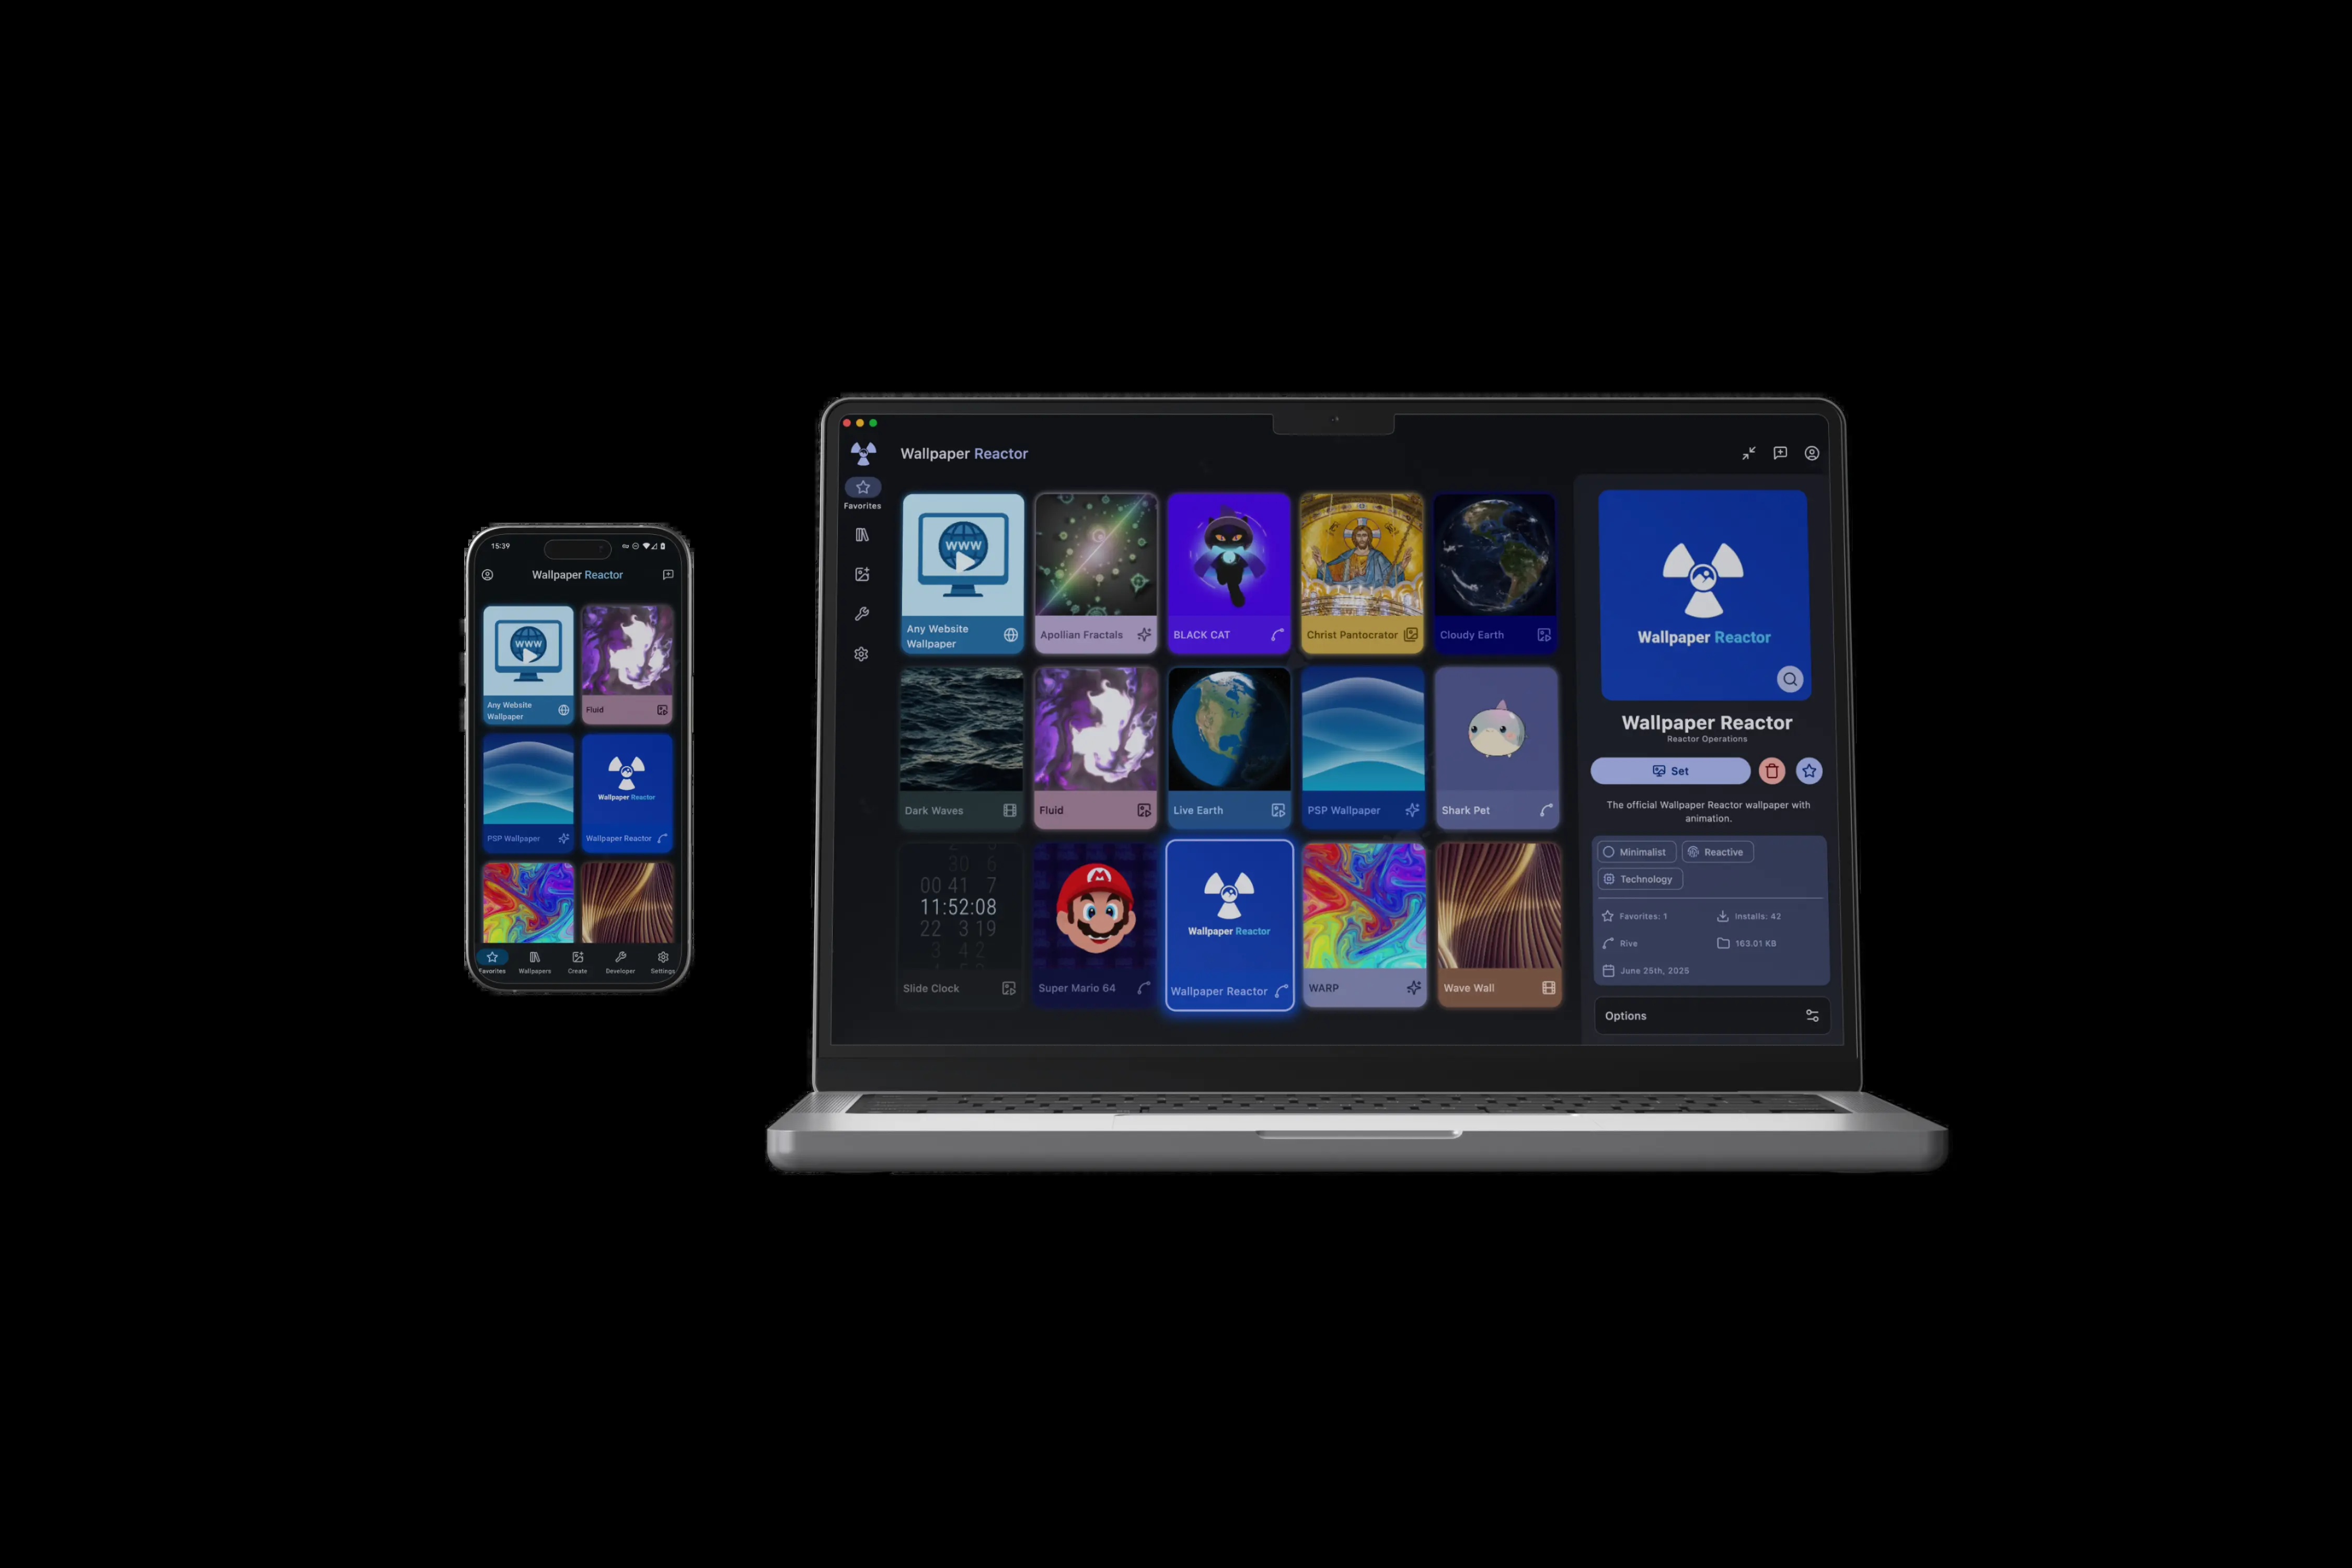 15:39
Wallpaper Reactor
WWW
Any Website
Wallpaper
Fluid
PSP Wallpaper
Wallpaper Reactor
Wallpaper Reactor
Favorites
Wallpapers
Create
Developer
Settings
Wallpaper Reactor
Favorites
WWW
Any Website
Wallpaper
Apollian Fractals
BLACK CAT
Christ Pantocrator
Cloudy Earth
Dark Waves
Fluid
Live Earth
PSP Wallpaper
Shark Pet
30 6
00 41 7
11:52:08
22 3 19
3 4 2
Slide Clock
M
Super Mario 64
Wallpaper Reactor
Wallpaper Reactor
WARP
Wave Wall
Wallpaper Reactor
Wallpaper Reactor
Reactor Operations
Set
The official Wallpaper Reactor wallpaper with
animation.
Minimalist
Reactive
Technology
Favorites: 1
Installs: 42
Rive
163.01 KB
June 25th, 2025
Options